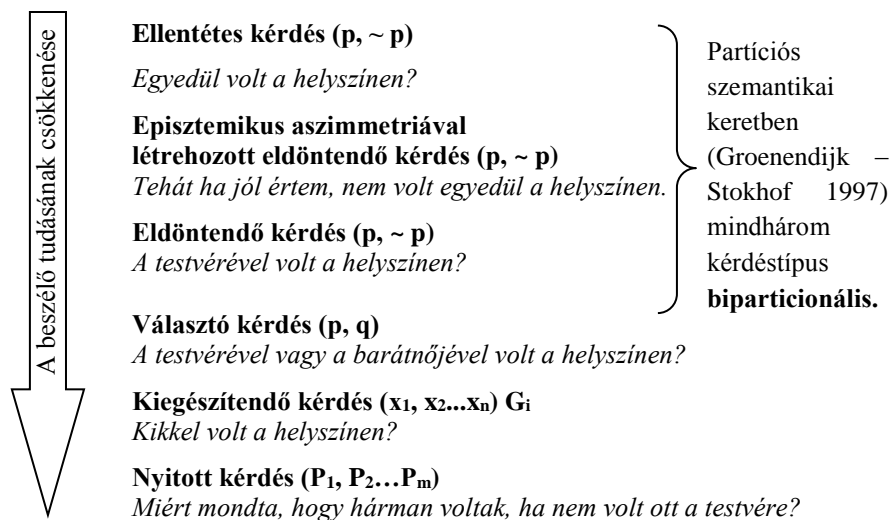 A beszélő tudásának csökkenése
Ellentétes kérdés (p, ~ p)
Egyedül volt a helyszínen?
Episztemikus aszimmetriával
létrehozott eldöntendő kérdés (p, ~ p)
Tehát ha jól értem, nem volt egyedül a helyszínen.
Eldöntendő kérdés (p, ~ p)
A testvérével volt a helyszínen?
Választó kérdés (p, q)
A testvérével vagy a barátnőjével volt a helyszínen?
Kiegészítendő kérdés (x₁, x₂...xₙ) Gᵢ
Kikkel volt a helyszínen?
Nyitott kérdés (P₁, P₂…Pₘ)
Miért mondta, hogy hárman voltak, ha nem volt ott a testvére?
Partíciós
szemantikai
keretben
(Groenendijk –
Stokhof 1997)
mindhárom
kérdéstípus
biparticionális.